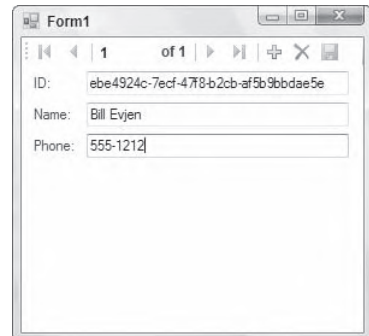 Form1
1 of 1
ID: ebe4924c-7ecf-47f8-b2cb-af5b9bbdae5e
Name: Bill Evjen
Phone: 555-1212